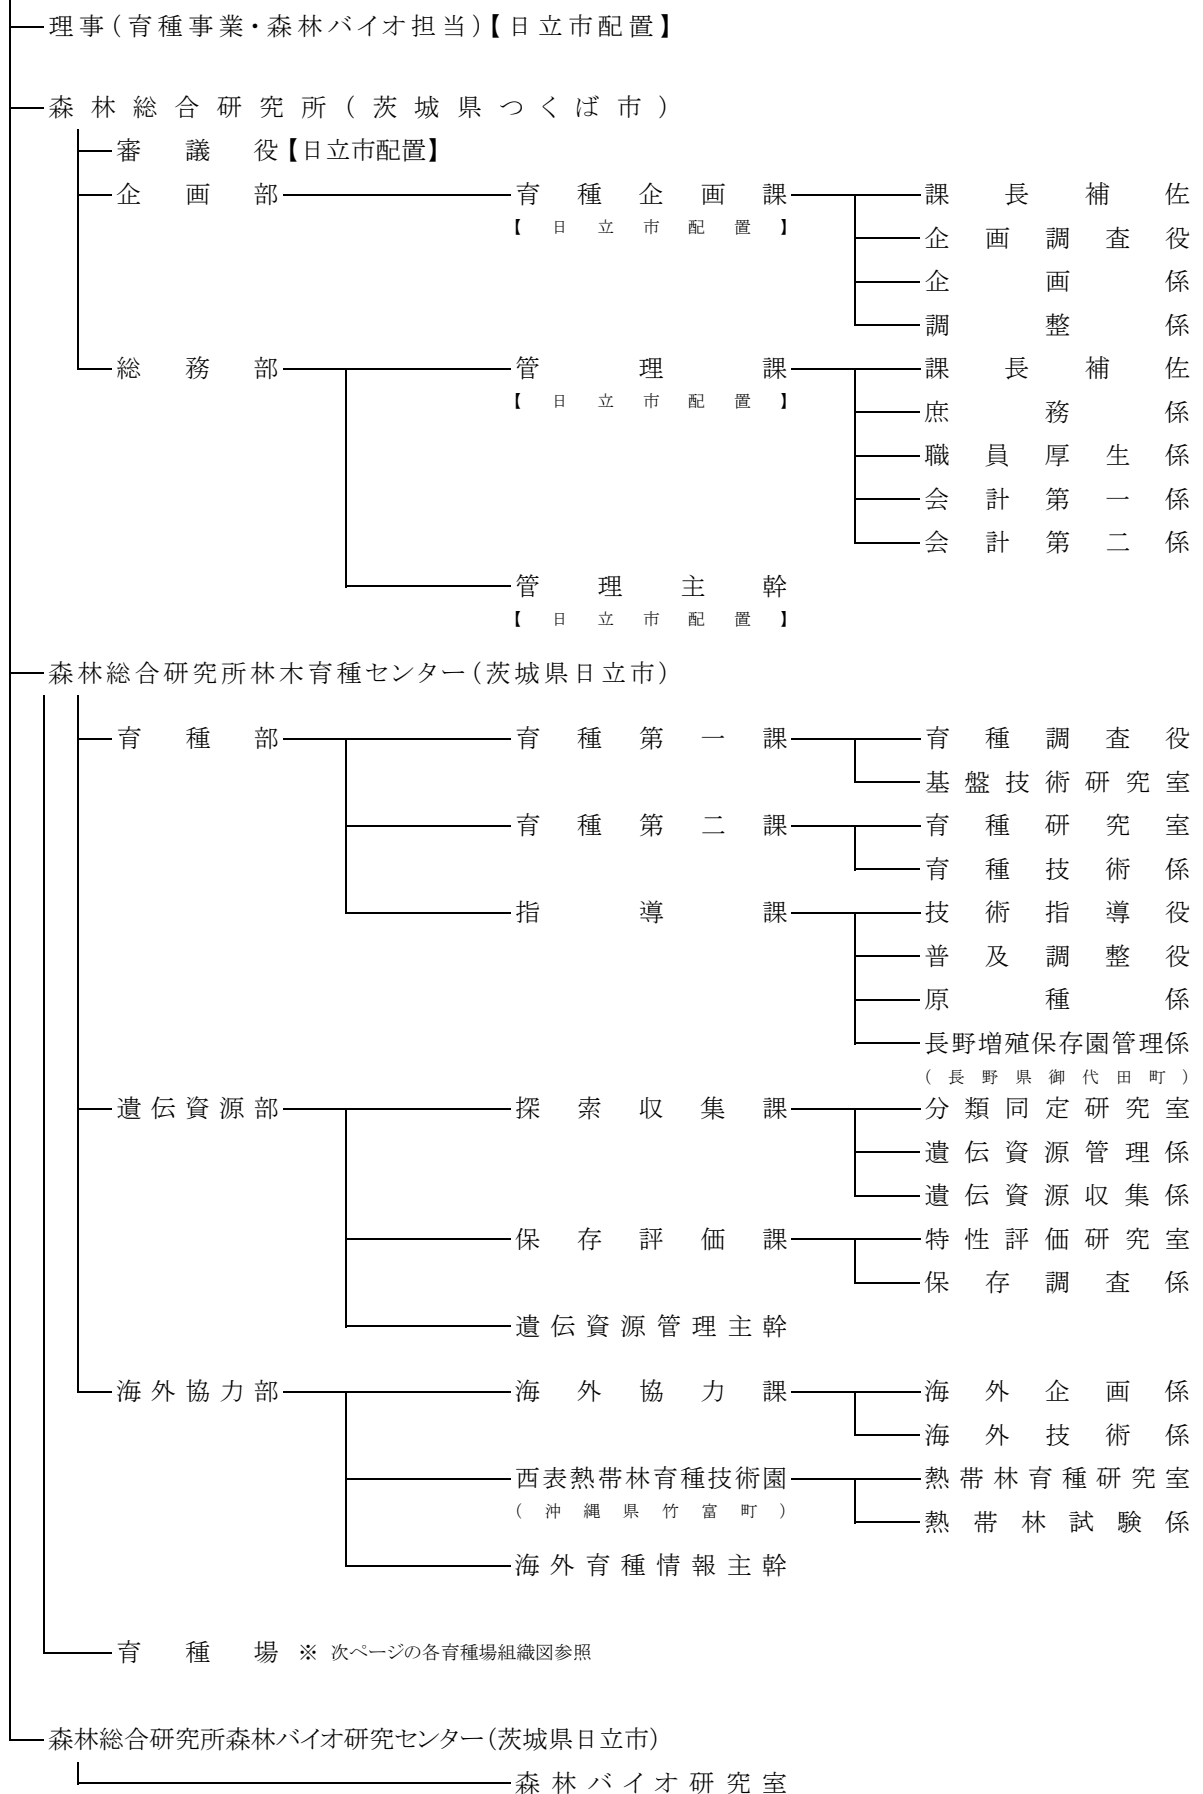 理事(育種事業・森林バイオ担当)【日立市配置】
森林総合研究所(茨城県つくば市)
審議役【日立市配置】
企画部 育種企画課 課長補佐
【日立市配置】
企画調査役
企画係
調整係
総務部 管理課 課長補佐
【日立市配置】
庶務係
職員厚生係
会計第一係
会計第二係
管理主幹
【日立市配置】
森林総合研究所林木育種センター(茨城県日立市)
育種部 育種第一課 育種調査役
基盤技術研究室
育種第二課 育種研究室
育種技術係
指導課 技術指導役
普及調整役
原種係
長野増殖保存園管理係
(長野県御代田町)
遺伝資源部 探索収集課 分類同定研究室
遺伝資源管理係
遺伝資源収集係
保存評価課 特性評価研究室
保存調査係
遺伝資源管理主幹
海外協力部 海外協力課 海外企画係
海外技術係
西表熱帯林育種技術園 熱帯林育種研究室
(沖縄県竹富町)
熱帯林試験係
海外育種情報主幹
育種場 ※ 次ページの各育種場組織図参照
森林総合研究所森林バイオ研究センター(茨城県日立市)
森林バイオ研究室